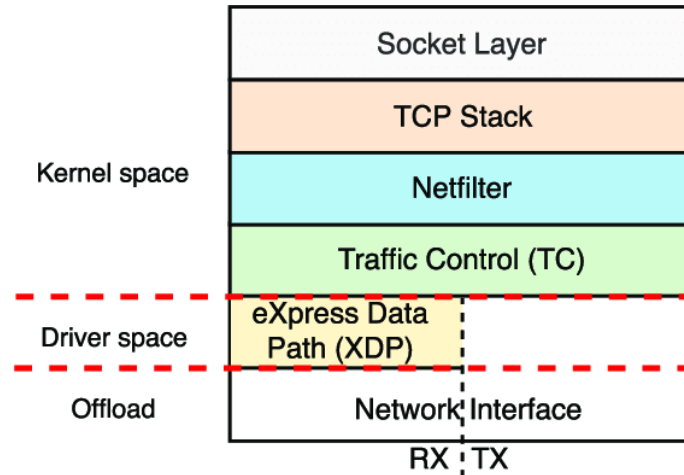 Socket Layer
TCP Stack
Kernel space
Netfilter
Traffic Control (TC)
eXpress Data
Path (XDP)
Driver space
Offload
Network Interface
RX TX